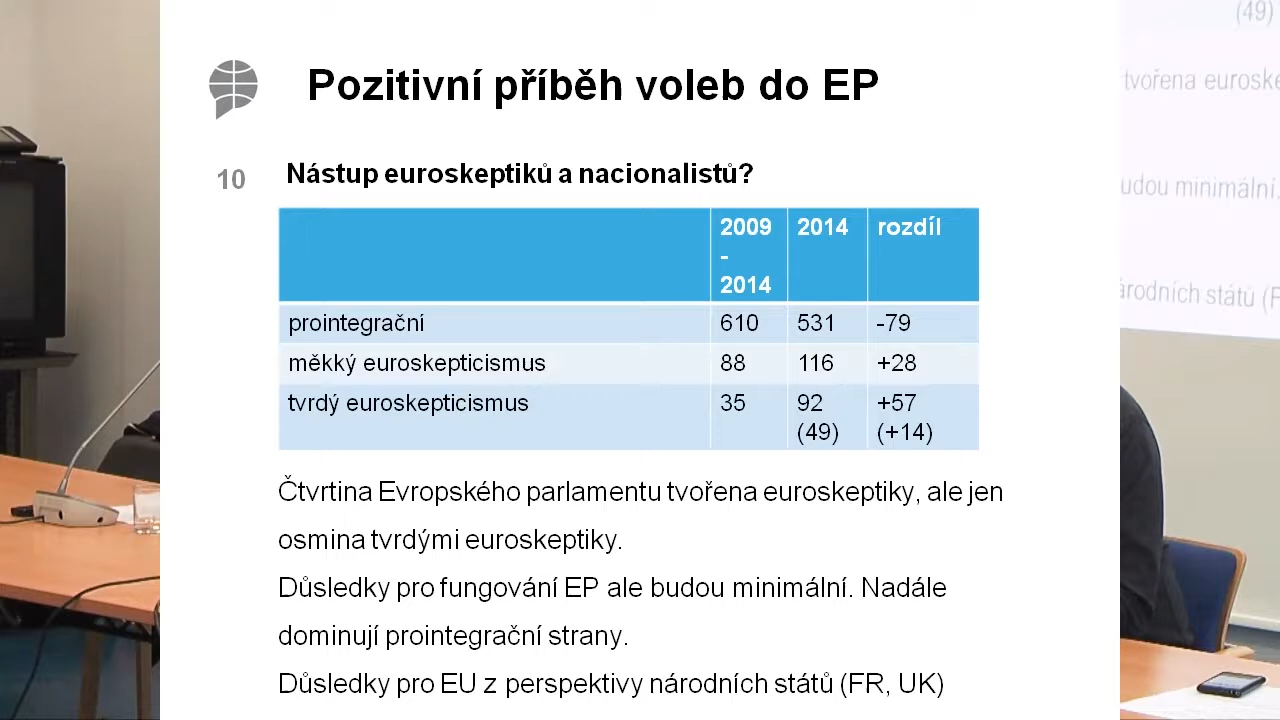 Pozitivní příběh voleb do EP
10
Nástup euroskeptiků a nacionalistů?
2009 - 2014 2014 rozdíl
prointegrační 610 531 -79
měkký euroskepticismus 88 116 +28
tvrdý euroskepticismus 35 92 (49) +57 (+14)
Čtvrtina Evropského parlamentu tvořena euroskeptiky, ale jen
osmina tvrdými euroskeptiky.
Důsledky pro fungování EP ale budou minimální. Nadále
dominují prointegrační strany.
Důsledky pro EU z perspektivy národních států (FR, UK)
(49)
tvořena euroske
udou minimální.
árodních států (F